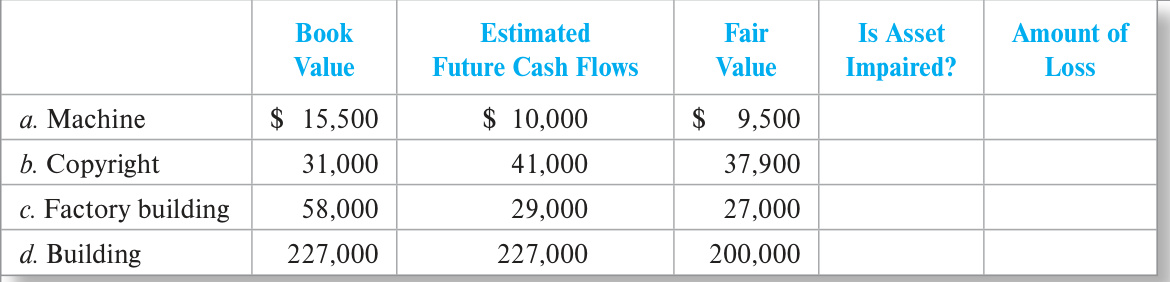 Book Estimated Fair Is Asset Amount of
Value Future Cash Flows Value Impaired? Loss
a. Machine $ 15,500 $ 10,000 $ 9,500
b. Copyright 31,000 41,000 37,900
c. Factory building 58,000 29,000 27,000
d. Building 227,000 227,000 200,000